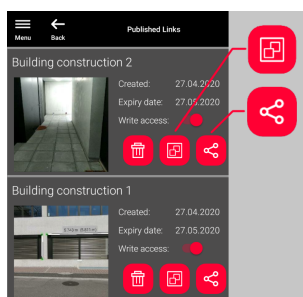 Published Links
Menu
Back
Building construction 2
Created: 27.04.2020
Expiry date: 27.05.2020
Write access:
Building construction 1
Created: 27.04.2020
Expiry date: 27.05.2020
Write access: